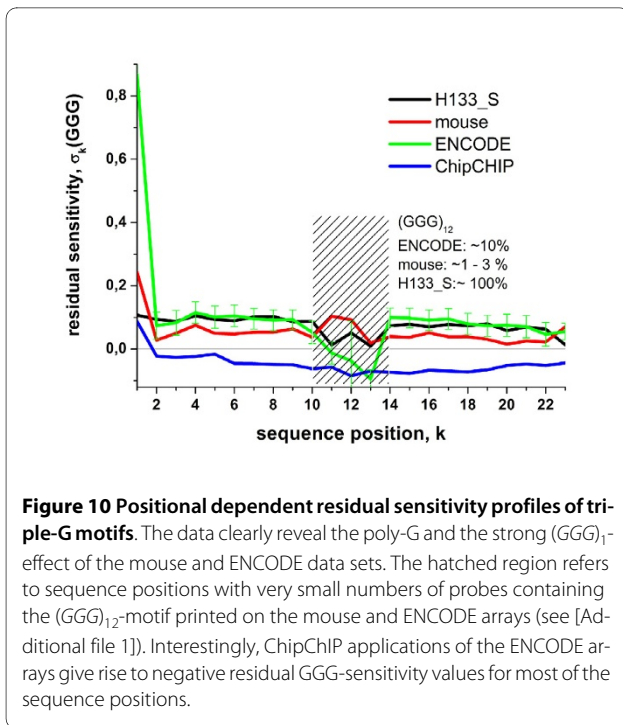 0,8
0,6
0,4
0,2
0,0
residual sensitivity, σk(GGG)
H133_S
mouse
ENCODE
ChipCHIP
(GGG)12
ENCODE: ~10%
mouse: ~1 - 3 %
H133_S:~ 100%
2 4 6 8 10 12 14 16 18 20 22
sequence position, k
Figure 10 Positional dependent residual sensitivity profiles of tri-
ple-G motifs. The data clearly reveal the poly-G and the strong (GGG)1-
effect of the mouse and ENCODE data sets. The hatched region refers
to sequence positions with very small numbers of probes containing
the (GGG)12-motif printed on the mouse and ENCODE arrays (see [Ad-
ditional file 1]). Interestingly, ChipChIP applications of the ENCODE ar-
rays give rise to negative residual GGG-sensitivity values for most of the
sequence positions.